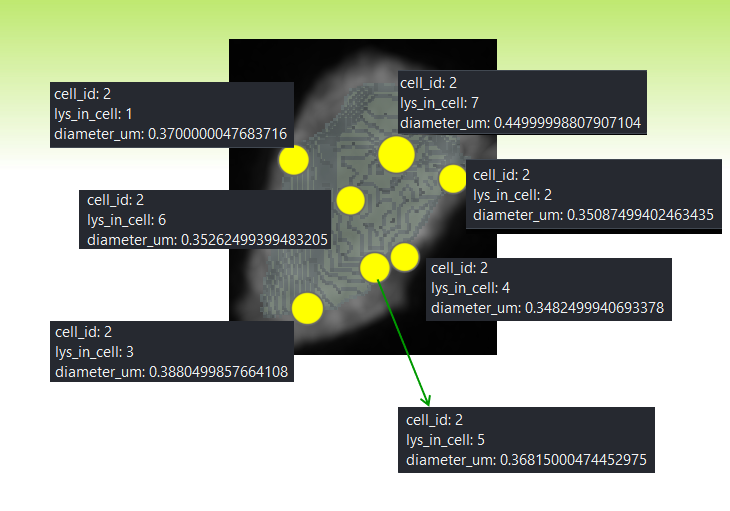 cell_id: 2
lys_in_cell: 1
diameter_um: 0.3700000047683716
cell_id: 2
lys_in_cell: 7
diameter_um: 0.44999998807907104
cell_id: 2
lys_in_cell: 2
diameter_um: 0.35087499402463435
cell_id: 2
lys_in_cell: 6
diameter_um: 0.35262499399483205
cell_id: 2
lys_in_cell: 4
diameter_um: 0.3482499940693378
cell_id: 2
lys_in_cell: 3
diameter_um: 0.3880499857664108
cell_id: 2
lys_in_cell: 5
diameter_um: 0.36815000474452975